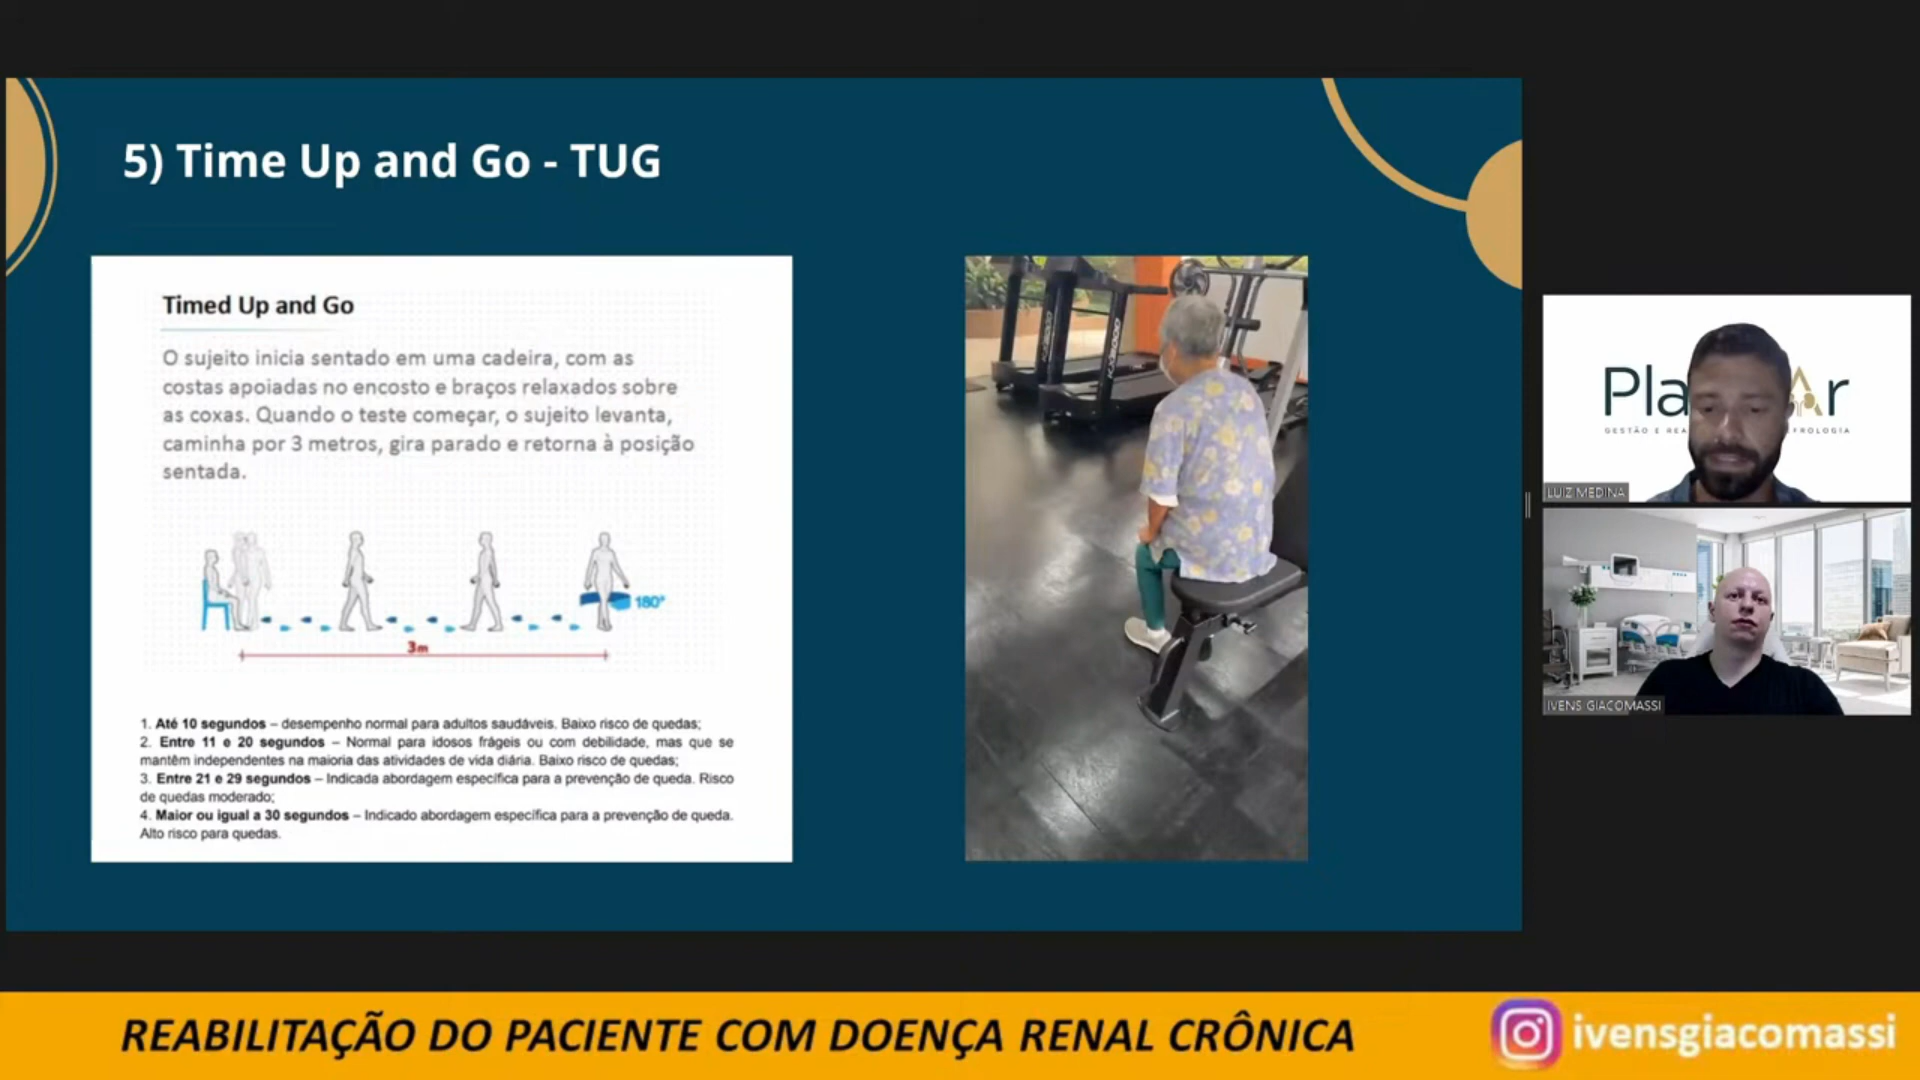 5) Time Up and Go - TUG
Timed Up and Go
O sujeito inicia sentado em uma cadeira, com as
costas apoiadas no encosto e braços relaxados sobre
as coxas. Quando o teste começar, o sujeito levanta,
caminha por 3 metros, gira parado e retorna à posição
sentada.
180°
3m
1. Até 10 segundos – desempenho normal para adultos saudáveis. Baixo risco de quedas;
2. Entre 11 e 20 segundos – Normal para idosos frágeis ou com debilidade, mas que se
mantêm independentes na maioria das atividades de vida diária. Baixo risco de quedas;
3. Entre 21 e 29 segundos – Indicada abordagem específica para a prevenção de queda. Risco
de quedas moderado;
4. Maior ou igual a 30 segundos – Indicado abordagem específica para a prevenção de queda.
Alto risco para quedas.
LUIZ MEDINA
IVENS GIACOMASSI
REABILITAÇÃO DO PACIENTE COM DOENÇA RENAL CRÔNICA
ivensgiacomassi